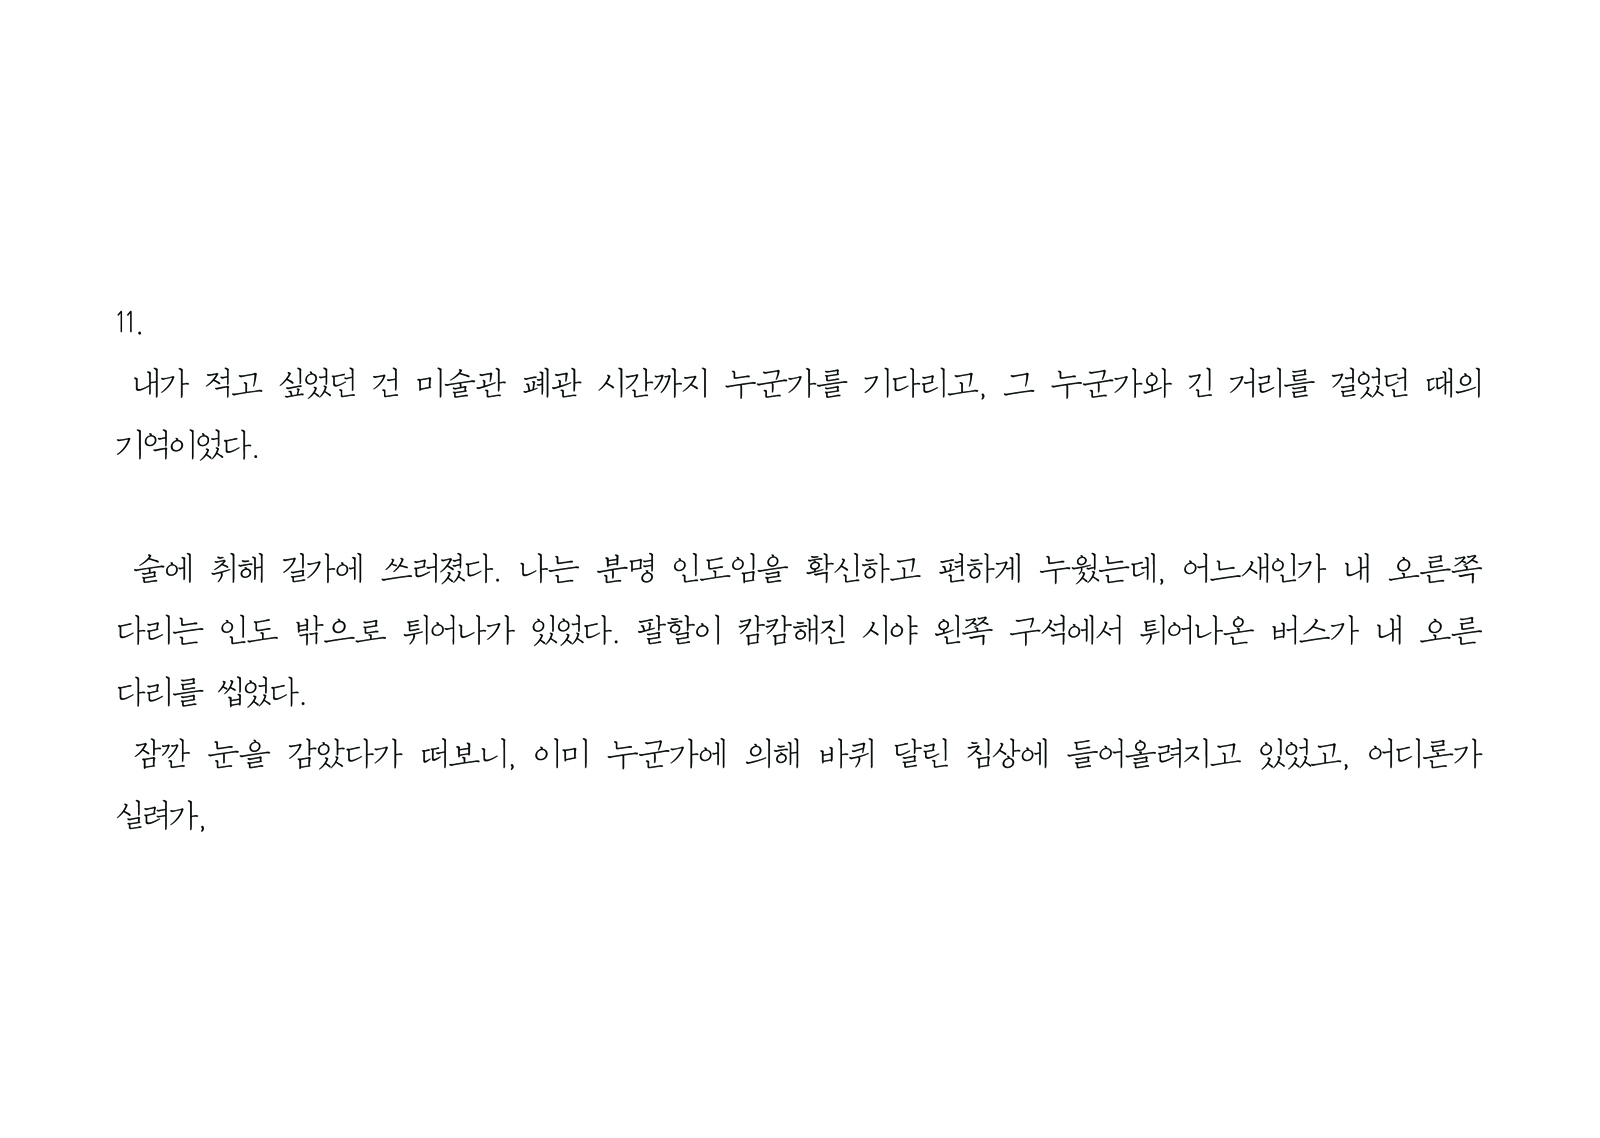 11.
내가 적고 싶었던 건 미술관 폐관 시간까지 누군가를 기다리고, 그 누군가와 긴 거리를 걸었던 때의
기억이었다.
술에 취해 길가에 쓰러졌다. 나는 분명 인도임을 확신하고 편하게 누웠는데, 어느새인가 내 오른쪽
다리는 인도 밖으로 튀어나가 있었다. 팔할이 캄캄해진 시야 왼쪽 구석에서 튀어나온 버스가 내 오른
다리를 씹었다.
잠깐 눈을 감았다가 떠보니, 이미 누군가에 의해 바퀴 달린 침상에 들어올려지고 있었고, 어디론가
실려가,